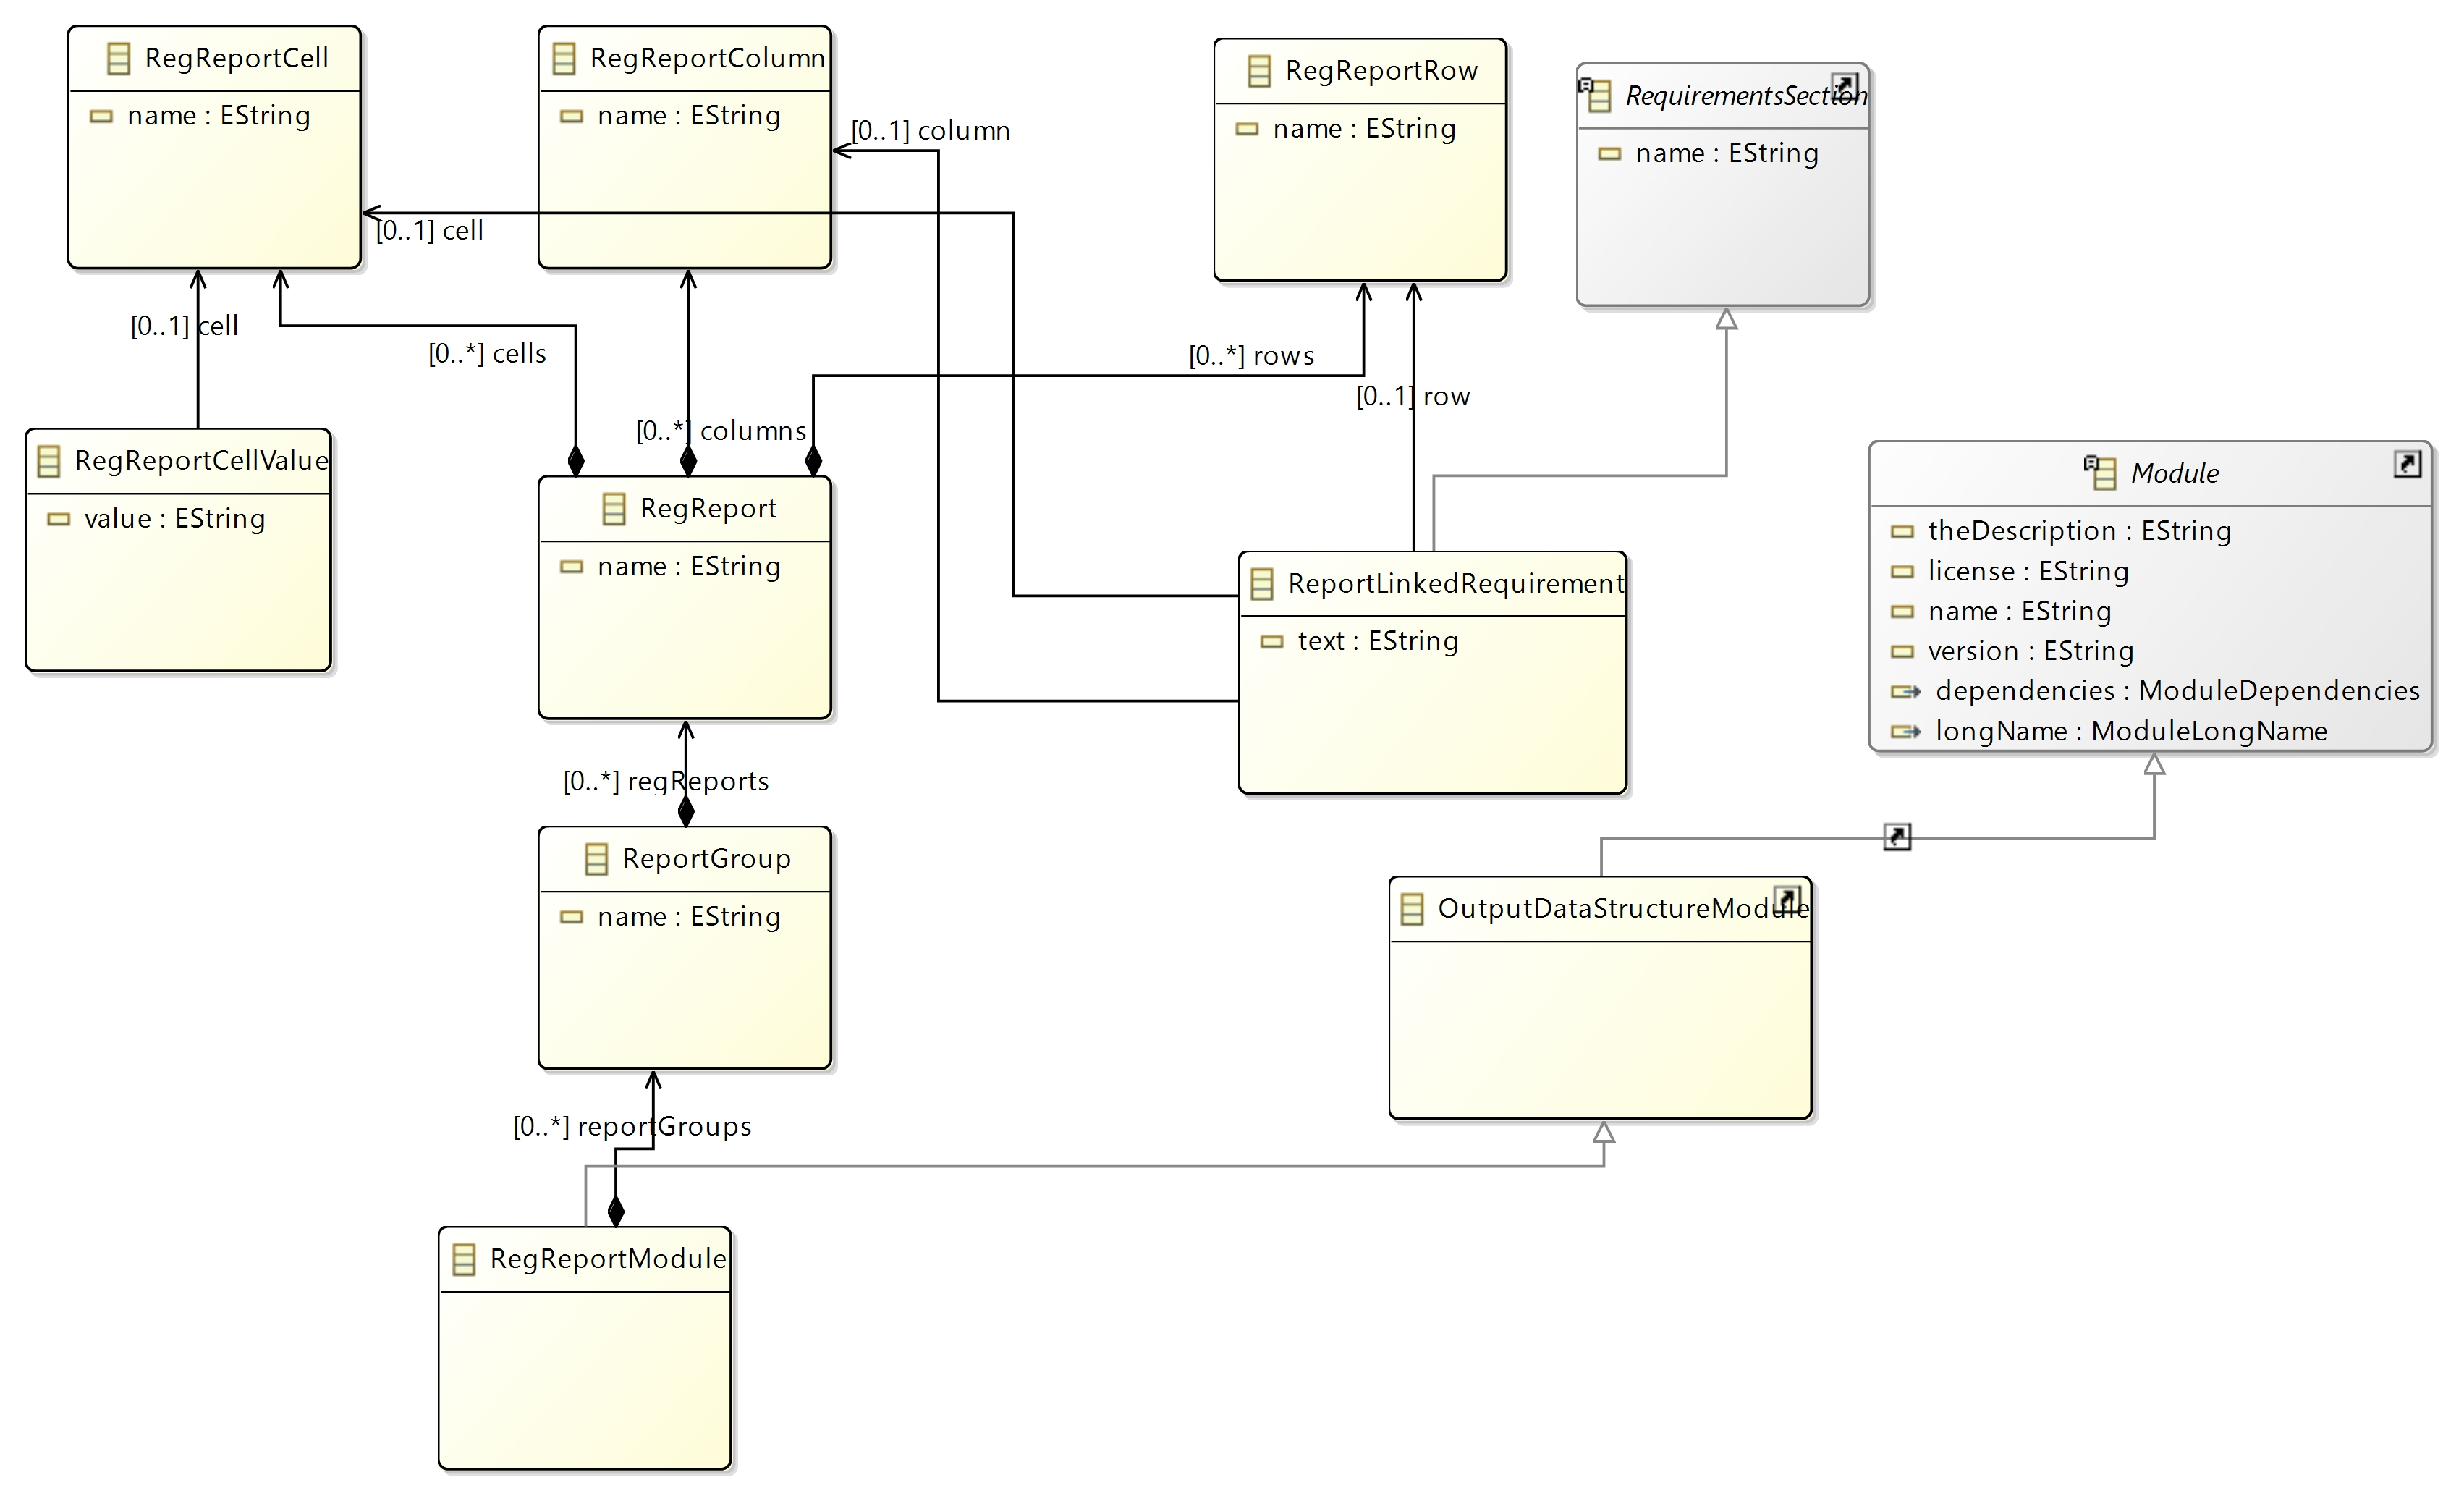 RegReportCell
name : EString
RegReportColumn
name : EString
[0..1] column
RegReportRow
name : EString
RequirementsSection
name : EString
[0..1] cell
[0..1] cell
[0..*] cells
[0..*] columns
[0..*] rows
[0..1] row
RegReportCellValue
value : EString
RegReport
name : EString
ReportLinkedRequirement
text : EString
Module
theDescription : EString
license : EString
name : EString
version : EString
dependencies : ModuleDependencies
longName : ModuleLongName
[0..*] regReports
ReportGroup
name : EString
OutputDataStructureModule
[0..*] reportGroups
RegReportModule